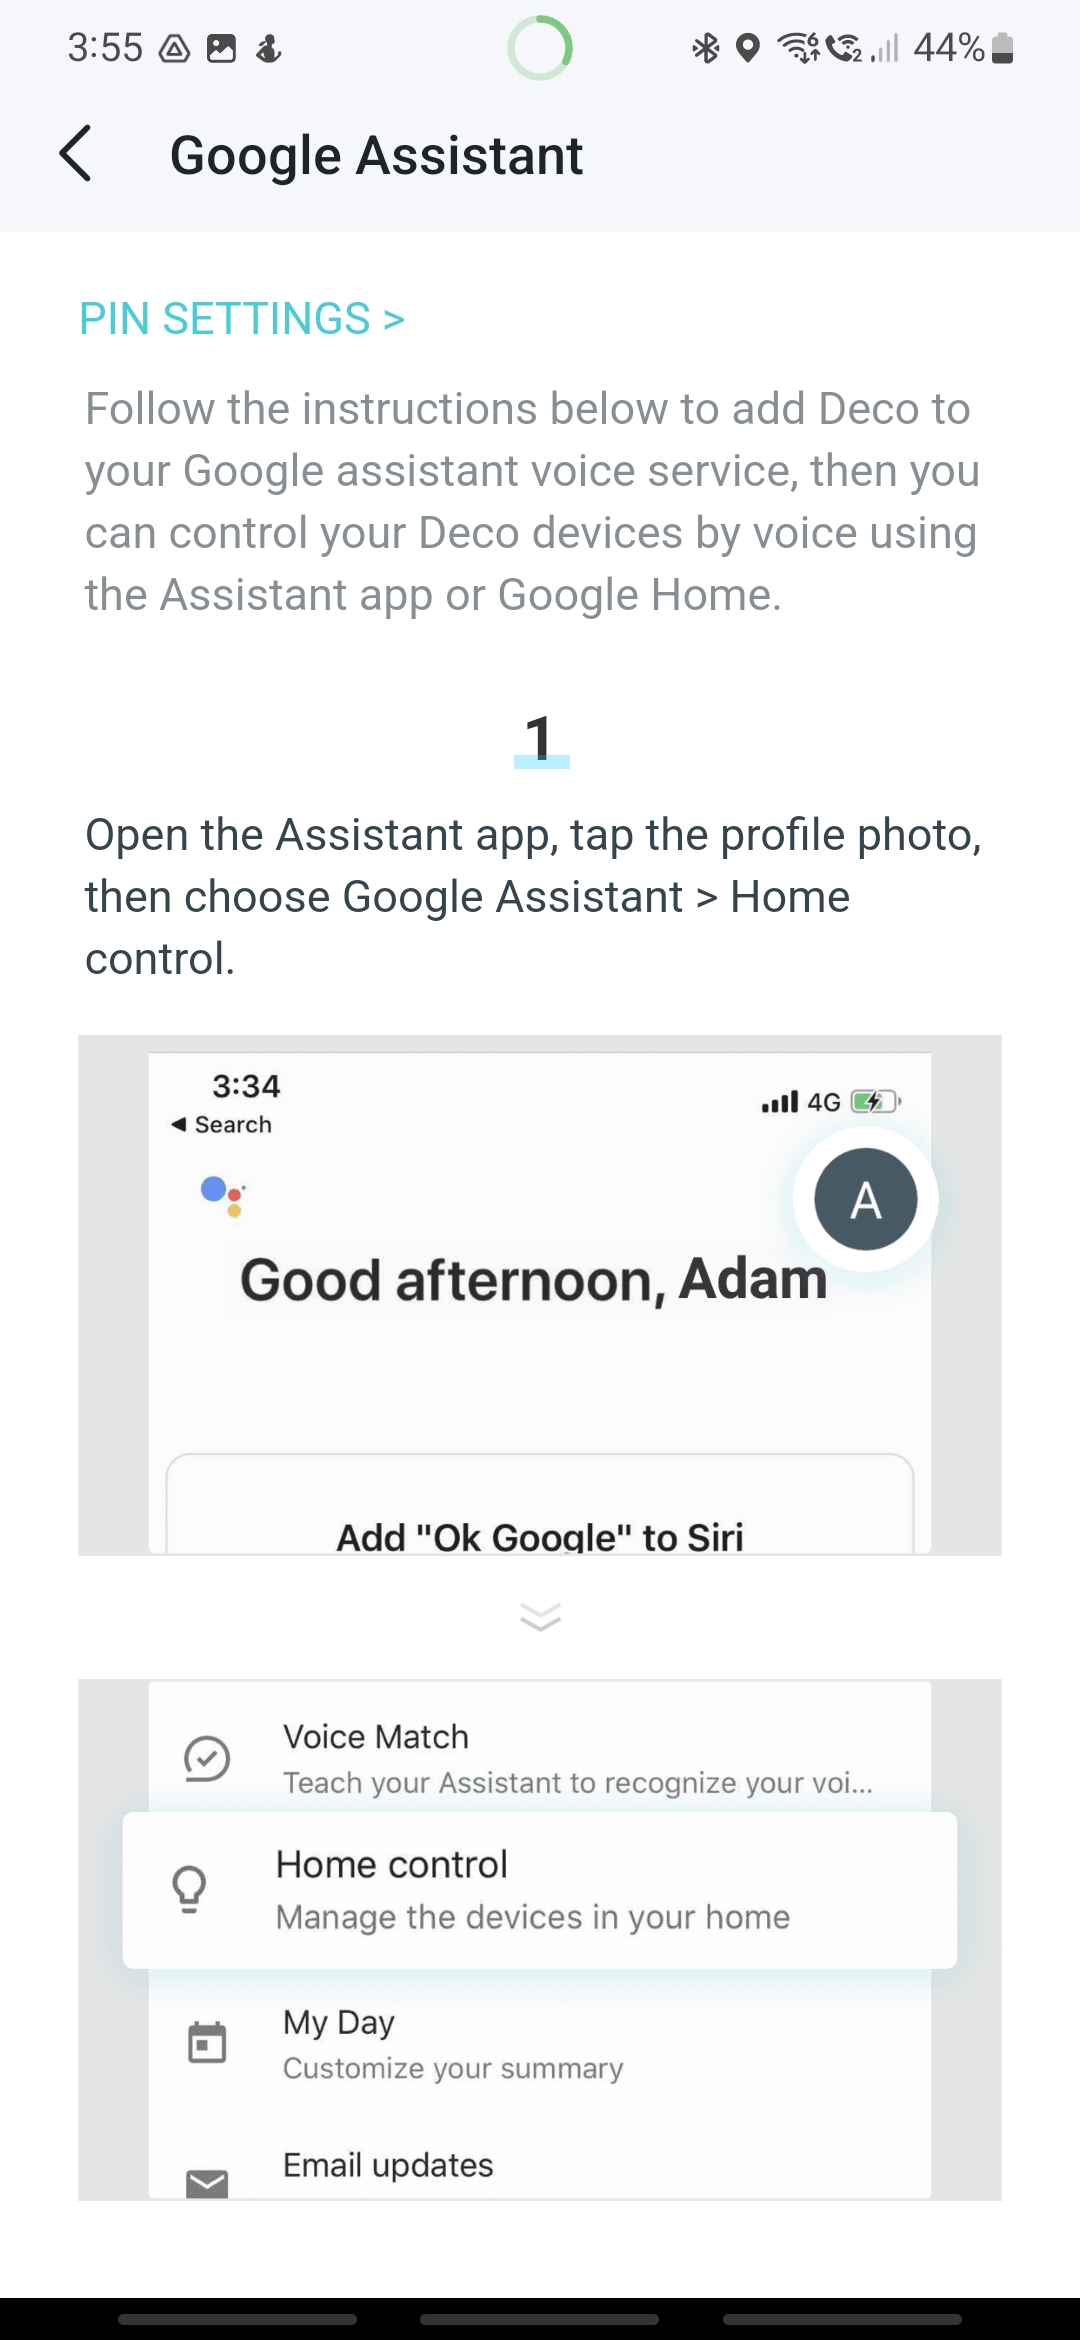 3:55
6
2
44%
Google Assistant
PIN SETTINGS >
Follow the instructions below to add Deco to
your Google assistant voice service, then you
can control your Deco devices by voice using
the Assistant app or Google Home.
1
Open the Assistant app, tap the profile photo,
then choose Google Assistant > Home
control.
3:34
4G
Search
A
Good afternoon, Adam
Add "Ok Google" to Siri
Voice Match
Teach your Assistant to recognize your voi...
Home control
Manage the devices in your home
My Day
Customize your summary
Email updates